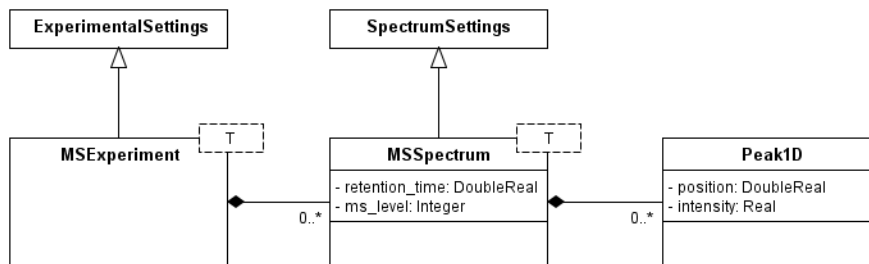 ExperimentalSettings
SpectrumSettings
T
T
MSExperiment
MSSpectrum
Peak1D
- retention_time: DoubleReal
- ms_level: Integer
- position: DoubleReal
- intensity: Real
0..*
0..*